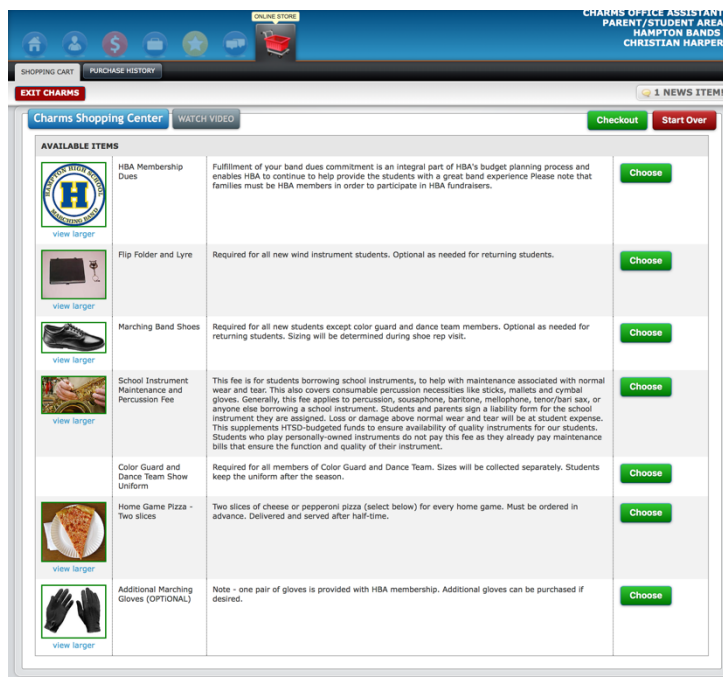 ONLINE STORE
CHARMS OFFICE ASSISTANT
PARENT/STUDENT AREA
HAMPTON BANDS
CHRISTIAN HARPER
SHOPPING CART
PURCHASE HISTORY
EXIT CHARMS
1 NEWS ITEM!
Charms Shopping Center
WATCH VIDEO
Checkout
Start Over
AVAILABLE ITEMS
HAMPTON HIGH SCHOOL
H
MARCHING BAND
view larger
HBA Membership
Dues
Fulfillment of your band dues commitment is an integral part of HBA's budget planning process and
enables HBA to continue to help provide the students with a great band experience Please note that
families must be HBA members in order to participate in HBA fundraisers.
Choose
view larger
Flip Folder and Lyre
Required for all new wind instrument students. Optional as needed for returning students.
Choose
view larger
Marching Band Shoes
Required for all new students except color guard and dance team members. Optional as needed for
returning students. Sizing will be determined during shoe rep visit.
Choose
view larger
School Instrument
Maintenance and
Percussion Fee
This fee is for students borrowing school instruments, to help with maintenance associated with normal
wear and tear. This also covers consumable percussion necessities like sticks, mallets and cymbal
gloves. Generally, this fee applies to percussion, sousaphone, baritone, mellophone, tenor/bari sax, or
anyone else borrowing a school instrument. Students and parents sign a liability form for the school
instrument they are assigned. Loss or damage above normal wear and tear will be at student expense.
This supplements HTSD-budgeted funds to ensure availability of quality instruments for our students.
Students who play personally-owned instruments do not pay this fee as they already pay maintenance
bills that ensure the function and quality of their instrument.
Choose
Color Guard and
Dance Team Show
Uniform
Required for all members of Color Guard and Dance Team. Sizes will be collected separately. Students
keep the uniform after the season.
Choose
view larger
Home Game Pizza -
Two slices
Two slices of cheese or pepperoni pizza (select below) for every home game. Must be ordered in
advance. Delivered and served after half-time.
Choose
view larger
Additional Marching
Gloves (OPTIONAL)
Note - one pair of gloves is provided with HBA membership. Additional gloves can be purchased if
desired.
Choose